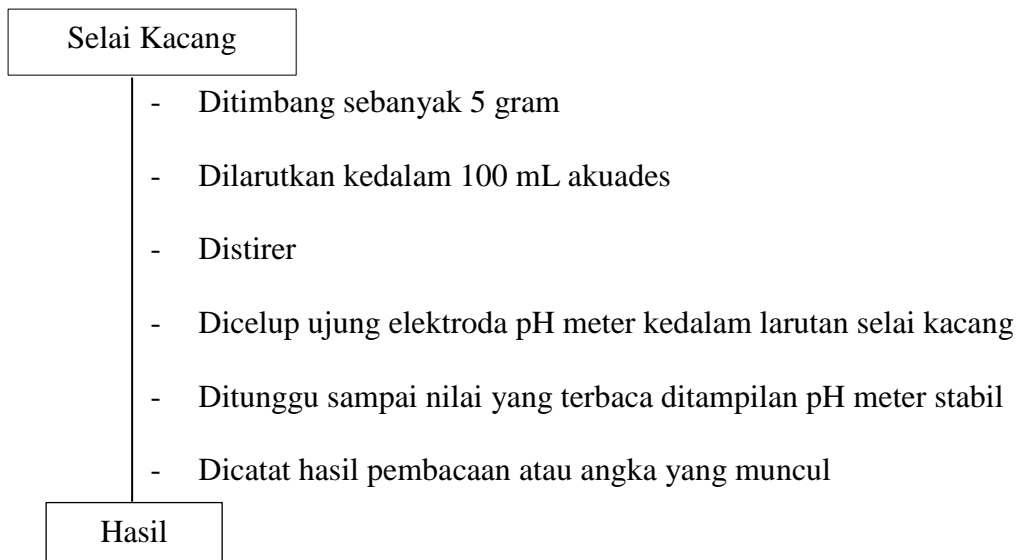 Selai Kacang
- Ditimbang sebanyak 5 gram
- Dilarutkan kedalam 100 mL akuades
- Distirer
- Dicelup ujung elektroda pH meter kedalam larutan selai kacang
- Ditunggu sampai nilai yang terbaca ditampilan pH meter stabil
- Dicatat hasil pembacaan atau angka yang muncul
Hasil